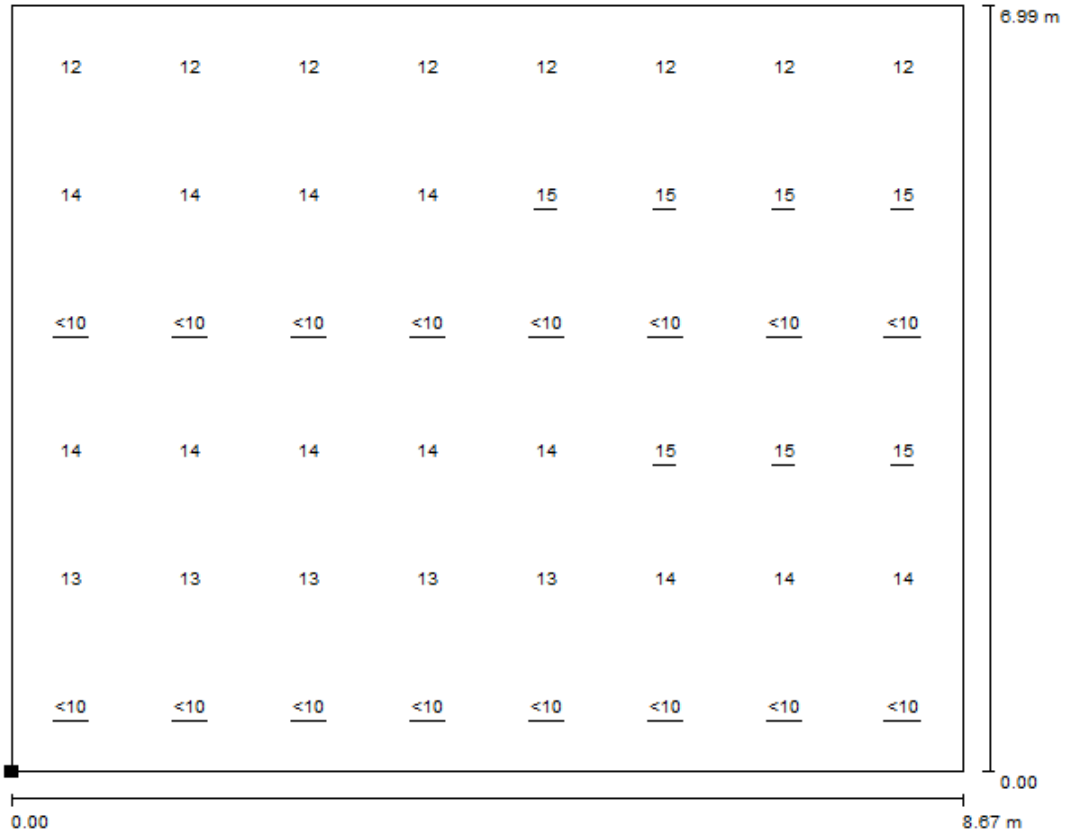 6.99 m
12 12 12 12 12 12 12 12
14 14 14 14 15 15 15 15
<10 <10 <10 <10 <10 <10 <10 <10
14 14 14 14 14 15 15 15
13 13 13 13 13 14 14 14
<10 <10 <10 <10 <10 <10 <10 <10
0.00
0.00 8.67 m